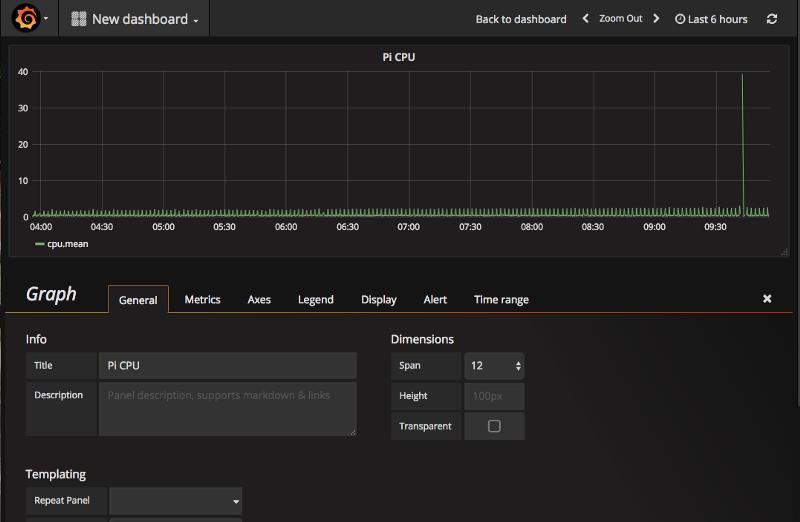 New dashboard
Back to dashboard
Zoom Out
Last 6 hours
Pi CPU
40
30
20
10
0
04:00 04:30 05:00 05:30 06:00 06:30 07:00 07:30 08:00 08:30 09:00 09:30
cpu.mean
Graph General Metrics Axes Legend Display Alert Time range
Info
Title Pi CPU
Description Panel description, supports markdown & links
Dimensions
Span 12
Height 100px
Transparent
Templating
Repeat Panel